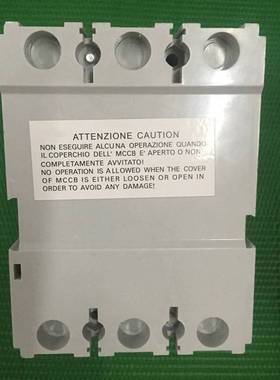 ATTENZIONE CAUTION
NON ESEGUIRE ALCUNA OPERAZIONE QUANDO
IL COPERCHIO DELL' MCCB E' APERTO O NON
COMPLETAMENTE AVVITATO!
NO OPERATION IS ALLOWED WHEN THE COVER
OF MCCB IS EITHER LOOSEN OR OPEN IN
ORDER TO AVOID ANY DAMAGE!